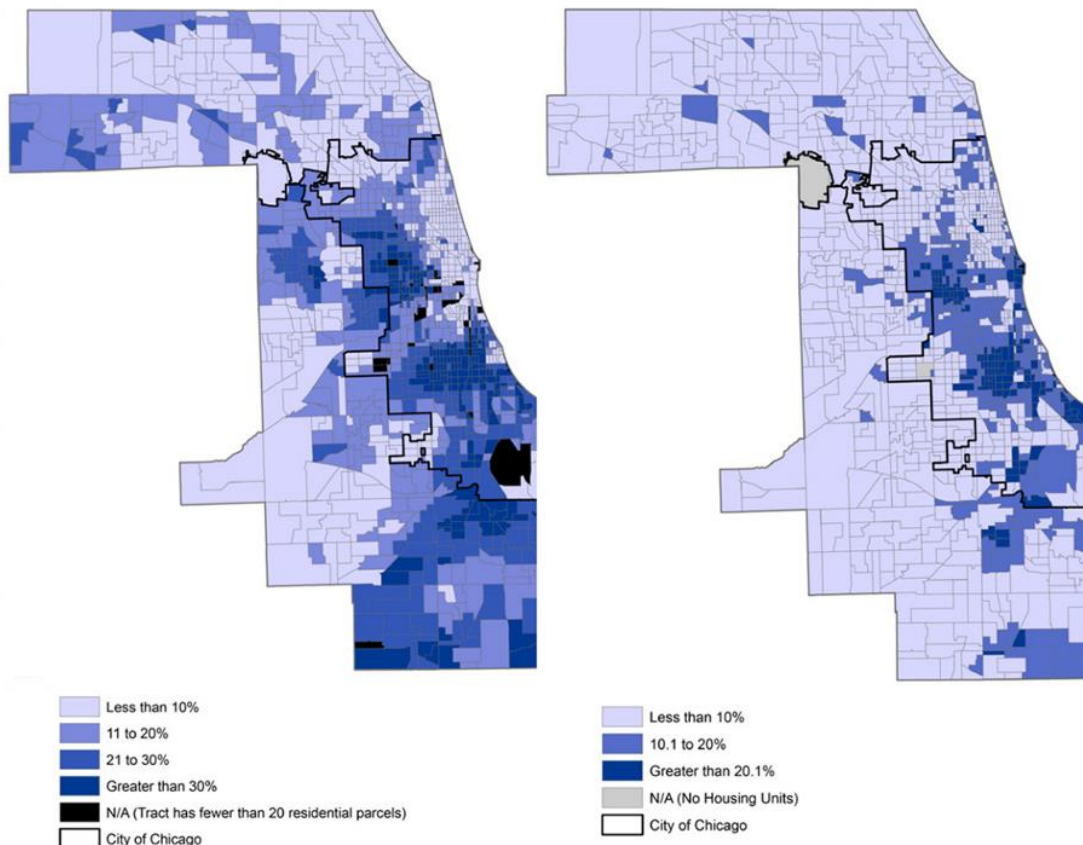 Less than 10%
11 to 20%
21 to 30%
Greater than 30%
N/A (Tract has fewer than 20 residential parcels)
City of Chicago
Less than 10%
10.1 to 20%
Greater than 20.1%
N/A (No Housing Units)
City of Chicago